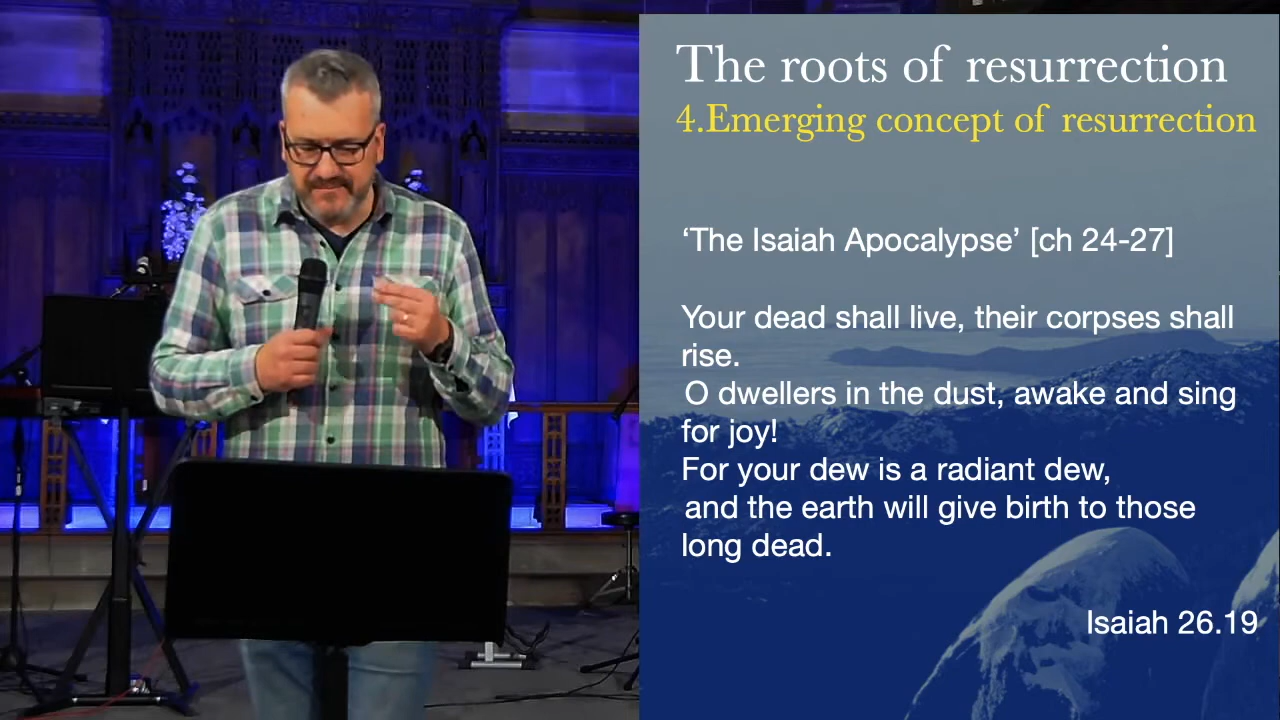 The roots of resurrection
4.Emerging concept of resurrection
‘The Isaiah Apocalypse’ [ch 24-27]
Your dead shall live, their corpses shall
rise.
O dwellers in the dust, awake and sing
for joy!
For your dew is a radiant dew,
and the earth will give birth to those
long dead.
Isaiah 26.19